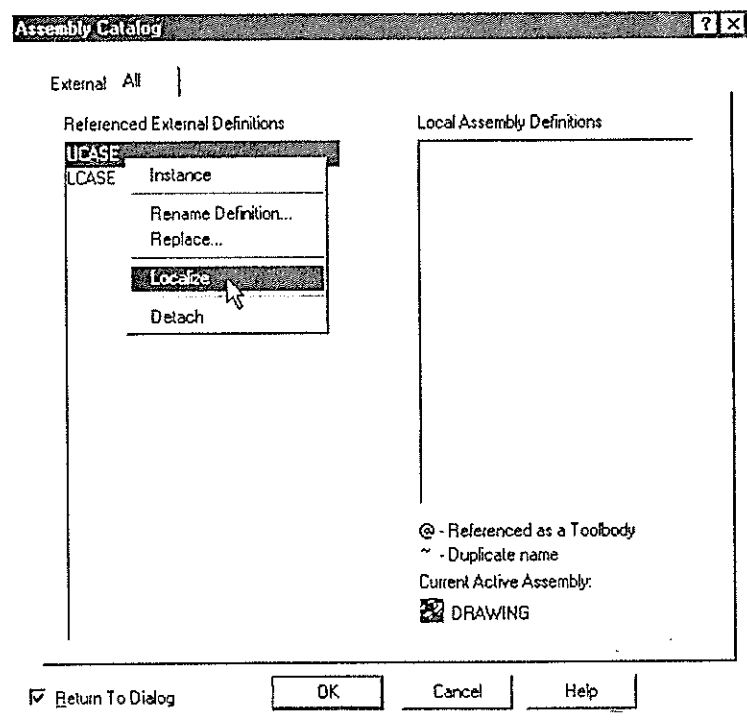 Assembly Catalog
External All
Referenced External Definitions
Local Assembly Definitions
UCASE
LCASE
Instance
Rename Definition...
Replace...
Localize
Detach
@ - Referenced as a Toolbody
~ - Duplicate name
Current Active Assembly:
DRAWING
Return To Dialog
OK
Cancel
Help